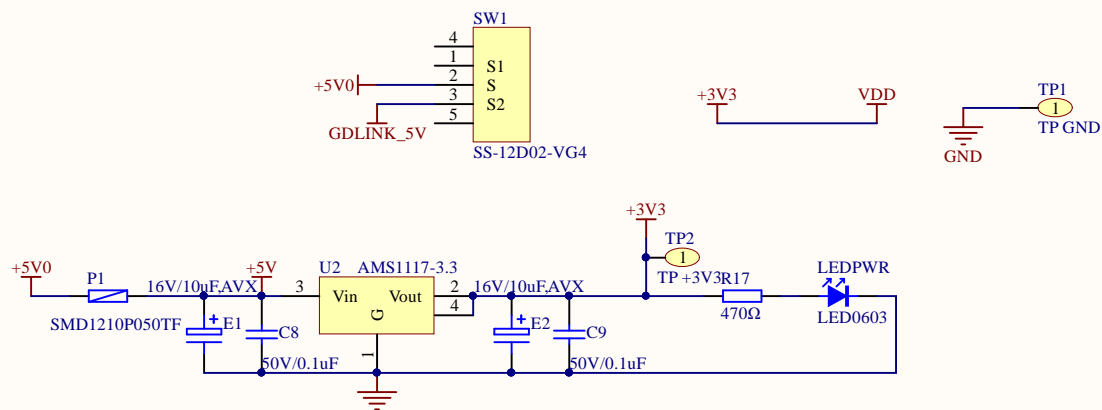 SW1
4
1
S1
+5V0
2
S
3
S2
GDLINK_5V
5
SS-12D02-VG4
+3V3
VDD
TP1
1
TP GND
GND
+3V3
TP2
1
TP +3V3
+5V0
P1
+5V
U2
AMS1117-3.3
R17
LEDPWR
16V/10uF,AVX
3
Vin
Vout
2
4
16V/10uF,AVX
SMD1210P050TF
+
E1
C8
G
1
+
E2
C9
470Ω
LED0603
50V/0.1uF
50V/0.1uF